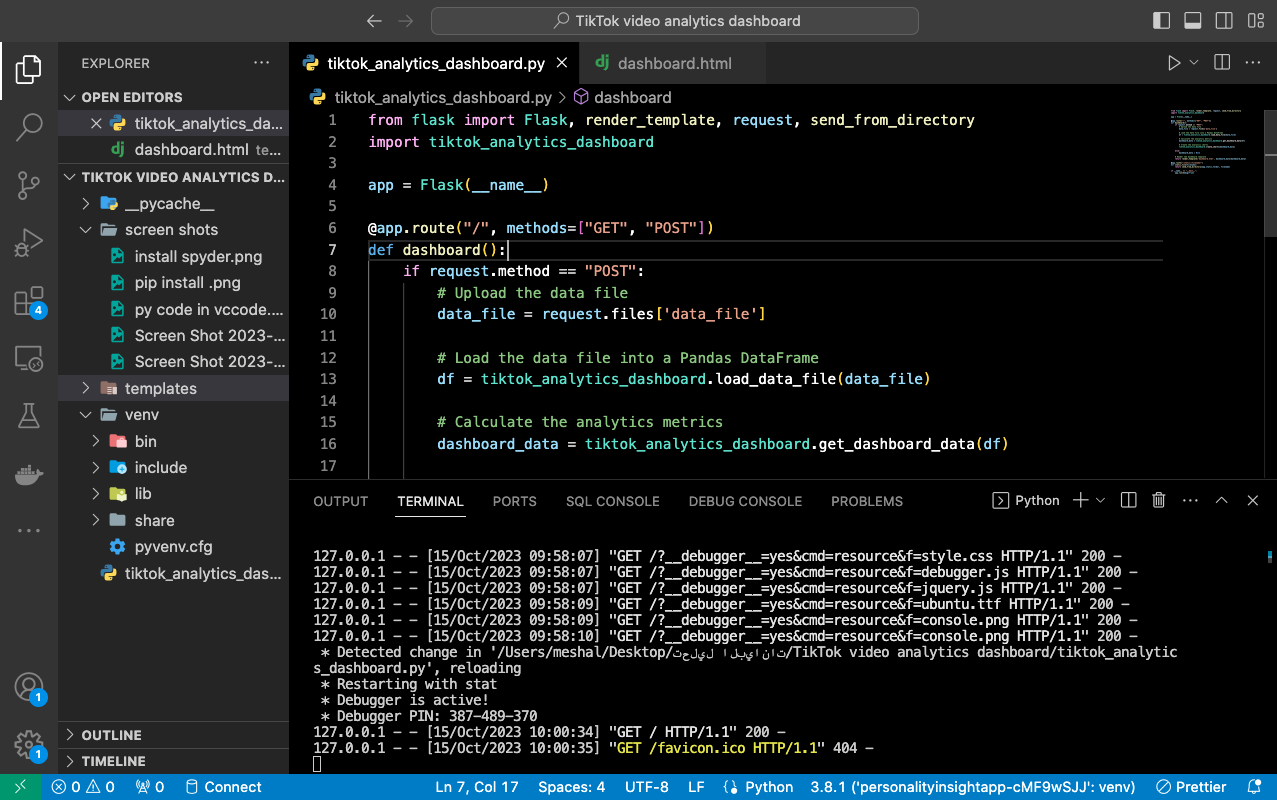 TikTok video analytics dashboard
EXPLORER
OPEN EDITORS
tiktok_analytics_da...
dashboard.html te...
TIKTOK VIDEO ANALYTICS D...
__pycache__
screen shots
install spyder.png
pip install .png
py code in vccode....
Screen Shot 2023-...
Screen Shot 2023-...
templates
venv
bin
include
lib
share
pyvenv.cfg
tiktok_analytics_das...
OUTLINE
TIMELINE
4
1
1
tiktok_analytics_dashboard.py
dashboard.html
tiktok_analytics_dashboard.py > dashboard
1 from flask import Flask, render_template, request, send_from_directory
2 import tiktok_analytics_dashboard
3
4 app = Flask(__name__)
5
6 @app.route("/", methods=["GET", "POST"])
7 def dashboard():
8 if request.method == "POST":
9 # Upload the data file
10 data_file = request.files['data_file']
11
12 # Load the data file into a Pandas DataFrame
13 df = tiktok_analytics_dashboard.load_data_file(data_file)
14
15 # Calculate the analytics metrics
16 dashboard_data = tiktok_analytics_dashboard.get_dashboard_data(df)
17
OUTPUT TERMINAL PORTS SQL CONSOLE DEBUG CONSOLE PROBLEMS Python
127.0.0.1 - - [15/Oct/2023 09:58:07] "GET /?__debugger__=yes&cmd=resource&f=style.css HTTP/1.1" 200 -
127.0.0.1 - - [15/Oct/2023 09:58:07] "GET /?__debugger__=yes&cmd=resource&f=debugger.js HTTP/1.1" 200 -
127.0.0.1 - - [15/Oct/2023 09:58:07] "GET /?__debugger__=yes&cmd=resource&f=jquery.js HTTP/1.1" 200 -
127.0.0.1 - - [15/Oct/2023 09:58:09] "GET /?__debugger__=yes&cmd=resource&f=ubuntu.ttf HTTP/1.1" 200 -
127.0.0.1 - - [15/Oct/2023 09:58:09] "GET /?__debugger__=yes&cmd=resource&f=console.png HTTP/1.1" 200 -
127.0.0.1 - - [15/Oct/2023 09:58:10] "GET /?__debugger__=yes&cmd=resource&f=console.png HTTP/1.1" 200 -
* Detected change in '/Users/meshal/Desktop/تحليل البيانات/TikTok video analytics dashboard/tiktok_analytic
s_dashboard.py', reloading
* Restarting with stat
* Debugger is active!
* Debugger PIN: 387-489-370
127.0.0.1 - - [15/Oct/2023 10:00:34] "GET / HTTP/1.1" 200 -
127.0.0.1 - - [15/Oct/2023 10:00:35] "GET /favicon.ico HTTP/1.1" 404 -
0 0 0 Connect Ln 7, Col 17 Spaces: 4 UTF-8 LF Python 3.8.1 ('personalityinsightapp-cMF9wSJJ': venv) Prettier